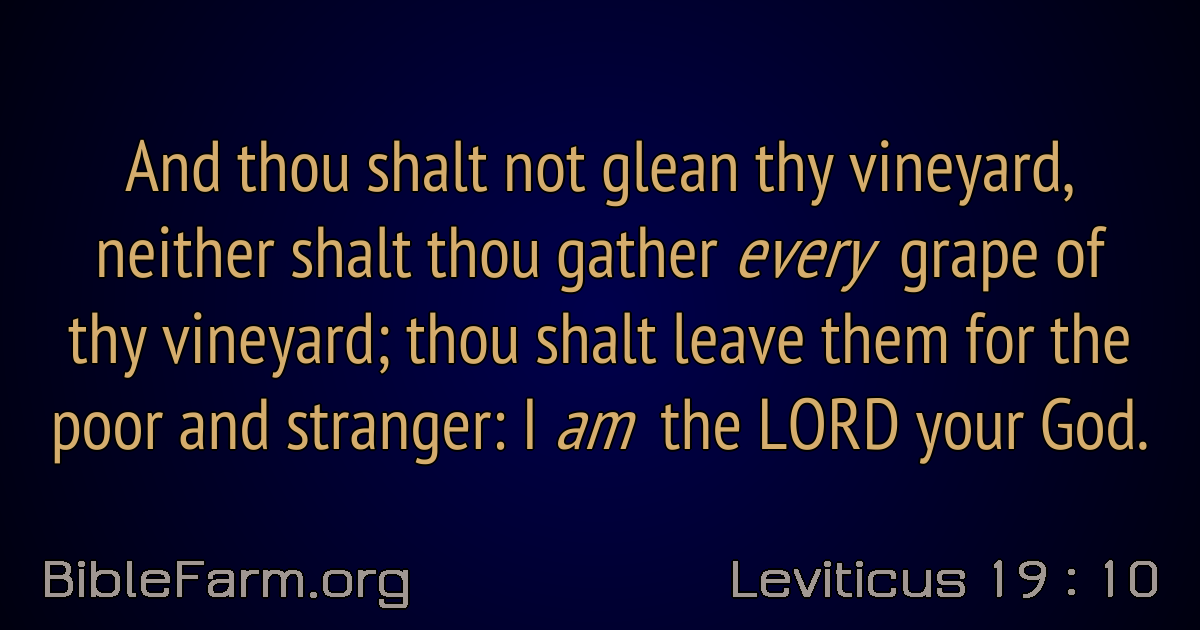 And thou shalt not glean thy vineyard,
neither shalt thou gather every grape of
thy vineyard; thou shalt leave them for the
poor and stranger: I am the LORD your God.
BibleFarm.org
Leviticus 19 : 10